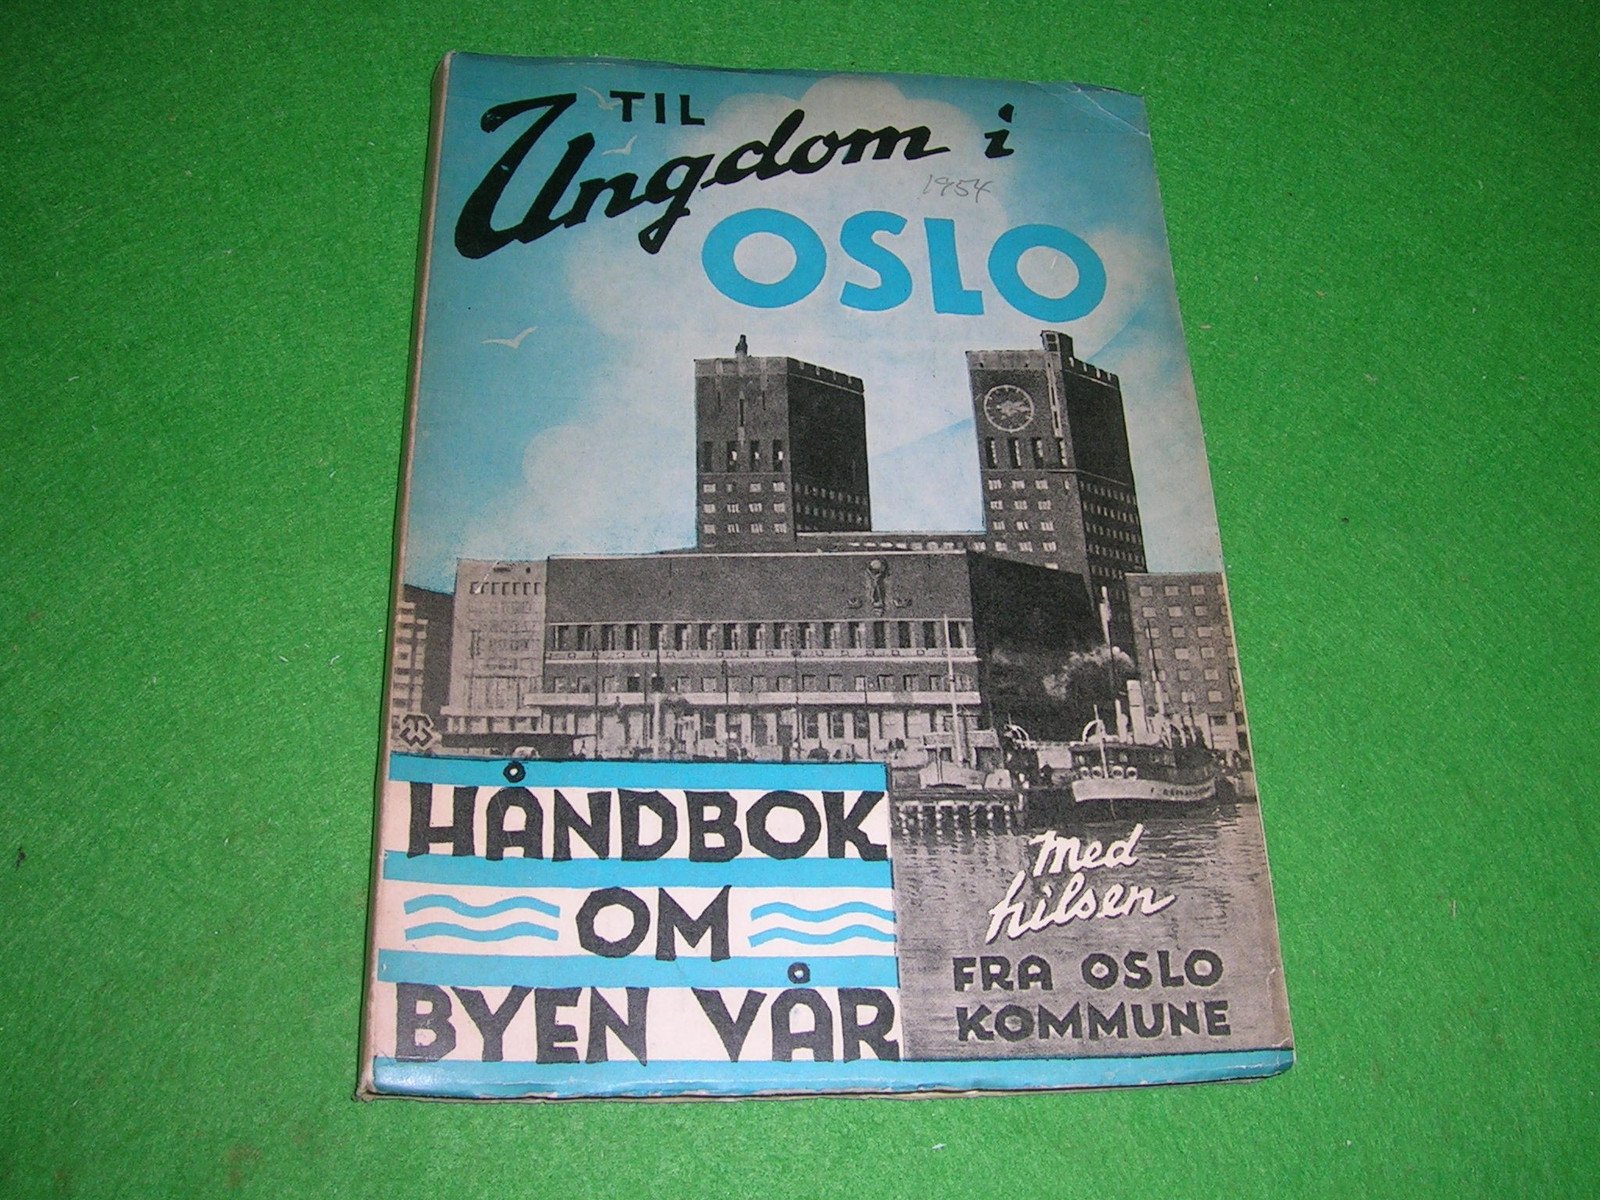 TIL
Ungdom i
1954
OSLO
HÅNDBOK
OM
BYEN VÅR
med
hilsen
FRA OSLO
KOMMUNE